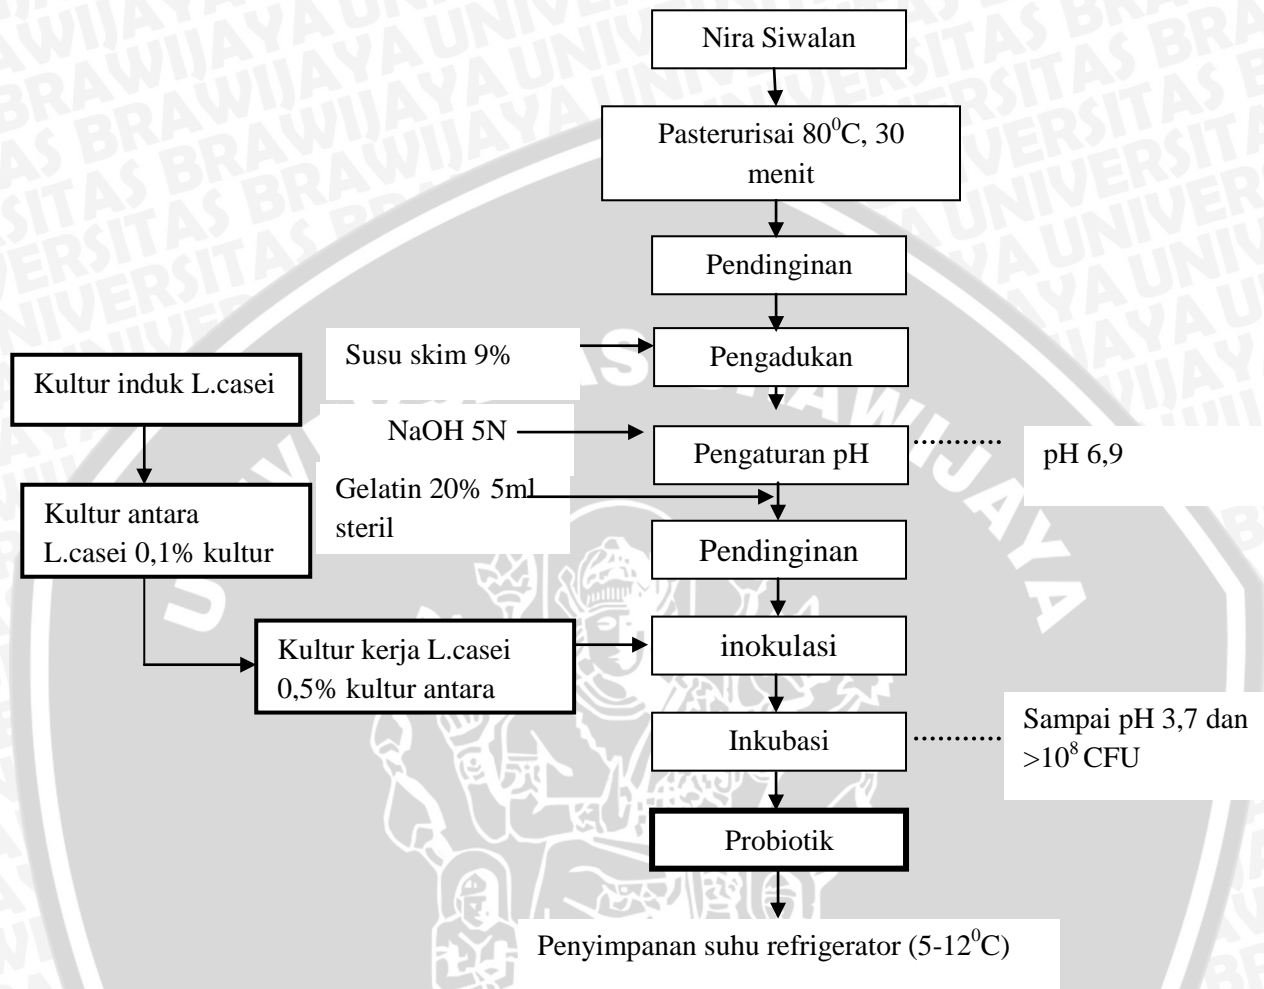 Nira Siwalan
Pasterurisai 80⁰C, 30
menit
Pendinginan
Susu skim 9%
Pengadukan
Kultur induk L.casei
NaOH 5N
Pengaturan pH
pH 6,9
Gelatin 20% 5ml
steril
Kultur antara
L.casei 0,1% kultur
Pendinginan
Kultur kerja L.casei
0,5% kultur antara
inokulasi
Inkubasi
Sampai pH 3,7 dan
>10⁸ CFU
Probiotik
Penyimpanan suhu refrigerator (5-12⁰C)
UNIVERSITAS BRAWIJAYA